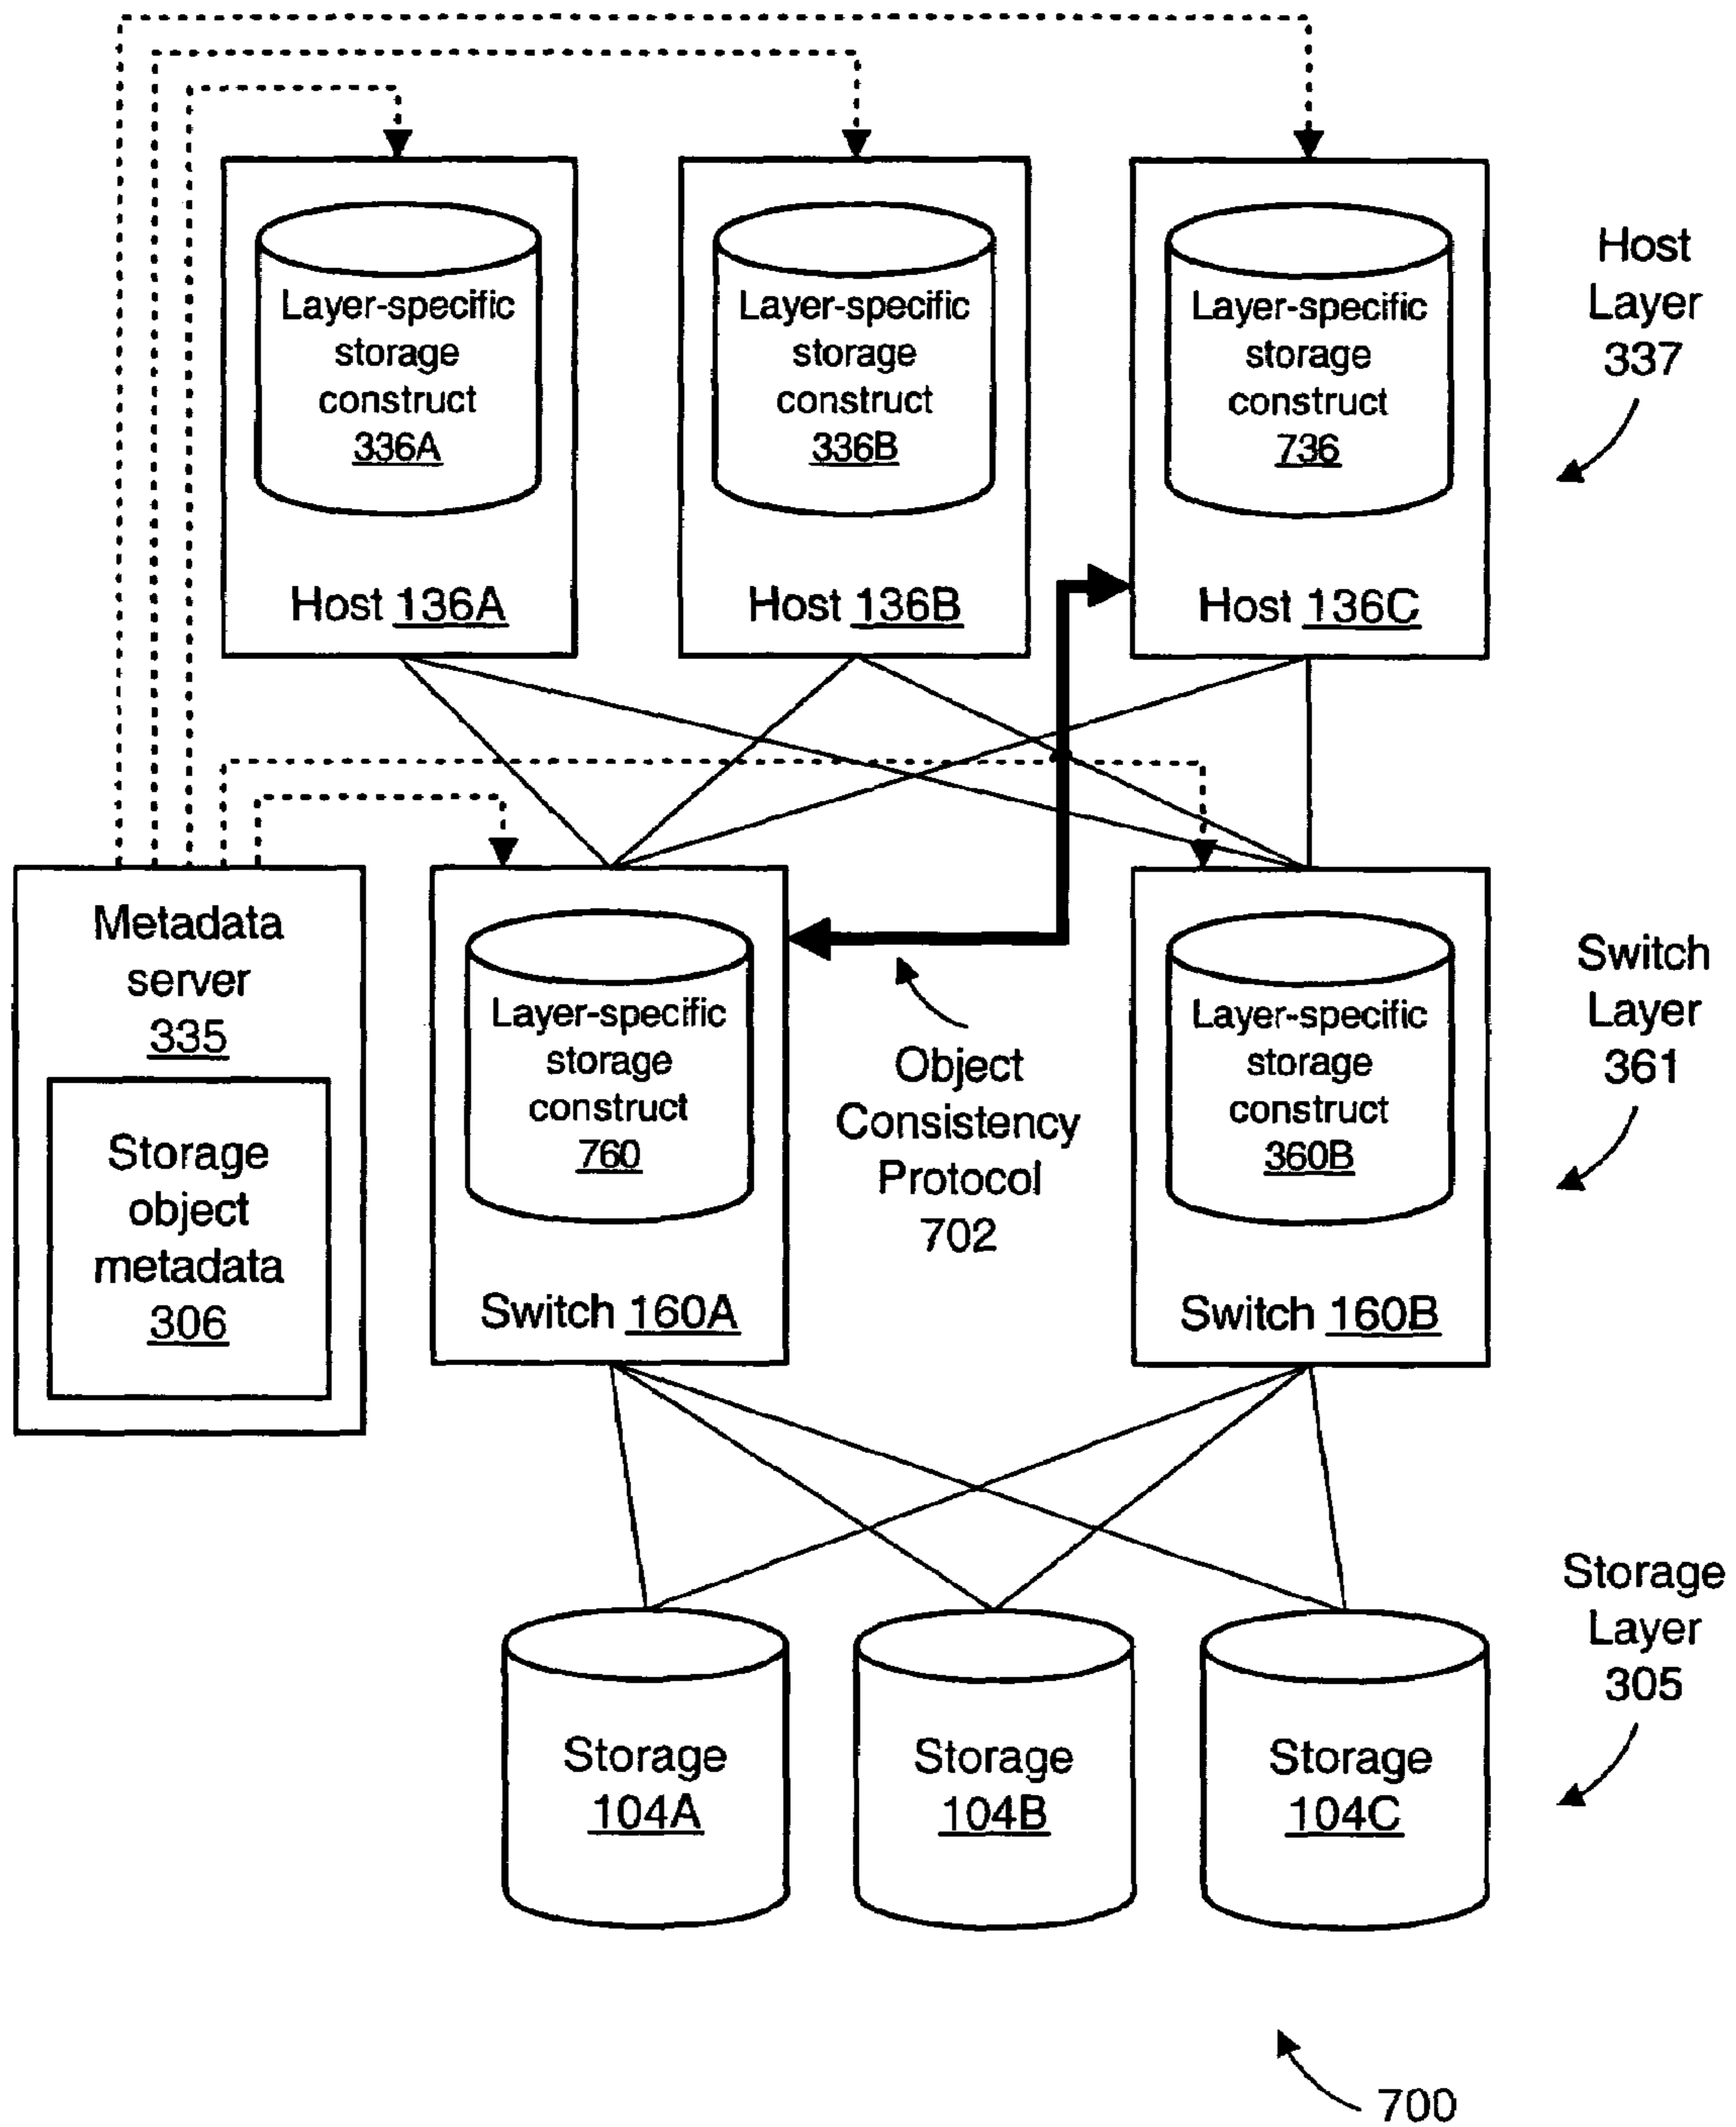 Layer-specific
storage
construct
336A
Host 136A
Layer-specific
storage
construct
336B
Host 136B
Layer-specific
storage
construct
736
Host 136C
Host
Layer
337
Metadata
server
335
Storage
object
metadata
306
Layer-specific
storage
construct
760
Switch 160A
Object
Consistency
Protocol
702
Layer-specific
storage
construct
360B
Switch 160B
Switch
Layer
361
Storage
104A
Storage
104B
Storage
104C
Storage
Layer
305
700